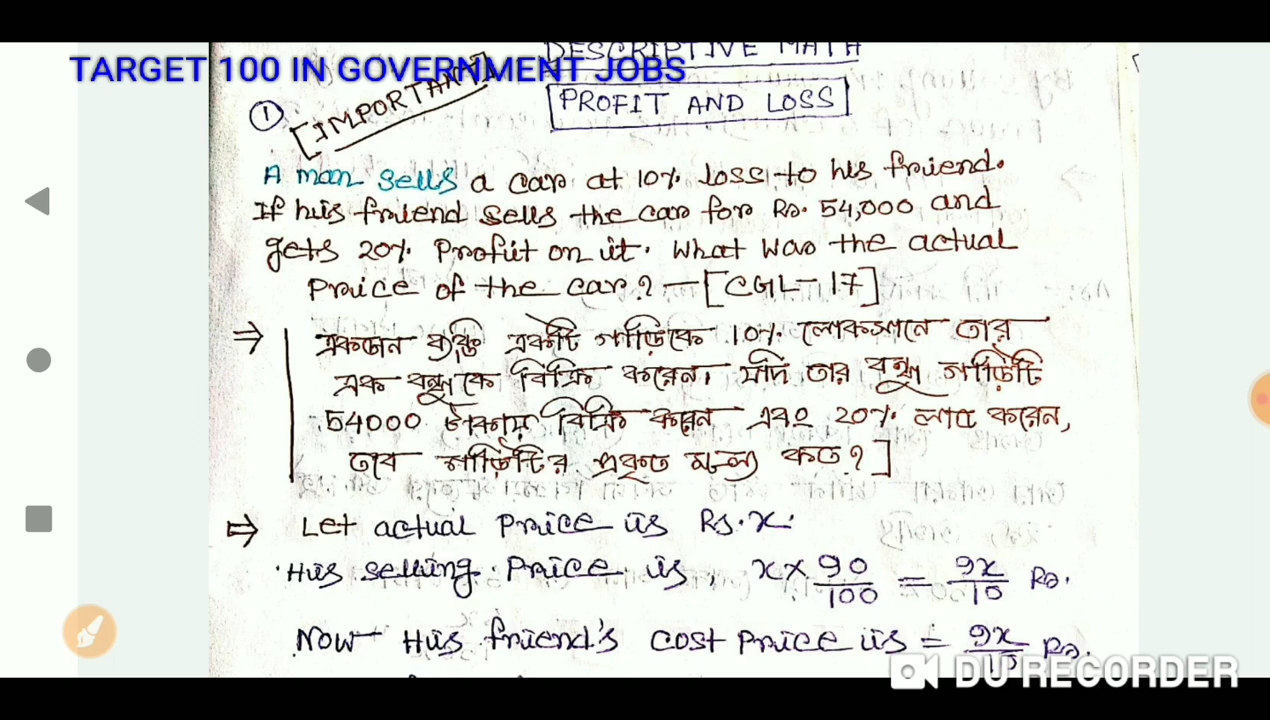 DESCRIPTIVE MATH
TARGET 100 IN GOVERNMENT JOBS
PROFIT AND LOSS
① [IMPORTANT]
A man sells a car at 10% loss to his friend.
If his friend sells the car for Rs. 54,000 and
gets 20% Profit on it. What was the actual
Price of the car? — [CGL-17]
⇒ একজন ব্যক্তি একটি গাড়িকে 10% লোকসানে তার
এক বন্ধুকে বিক্রি করেন। যদি তার বন্ধু গাড়িটি
54000 টাকায় বিক্রি করেন এবং 20% লাভ করেন,
তবে গাড়িটির প্রকৃত মূল্য কত? ]
⇒ Let actual Price is Rs. x.
His selling Price is, x × 90/100 = 9x/10 Rs.
Now His friend's cost Price is = 9x/10 Rs.
DU RECORDER